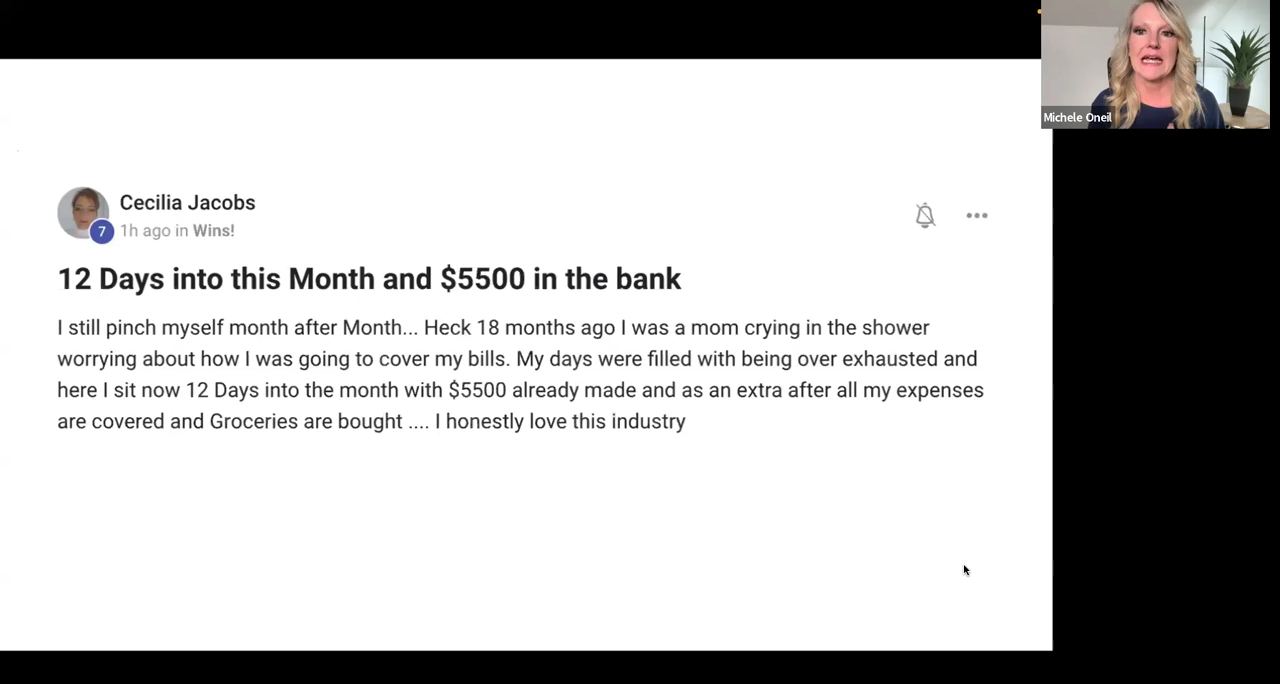 Michele Oneil
Cecilia Jacobs
7
1h ago in Wins!
12 Days into this Month and $5500 in the bank
I still pinch myself month after Month... Heck 18 months ago I was a mom crying in the shower
worrying about how I was going to cover my bills. My days were filled with being over exhausted and
here I sit now 12 Days into the month with $5500 already made and as an extra after all my expenses
are covered and Groceries are bought .... I honestly love this industry